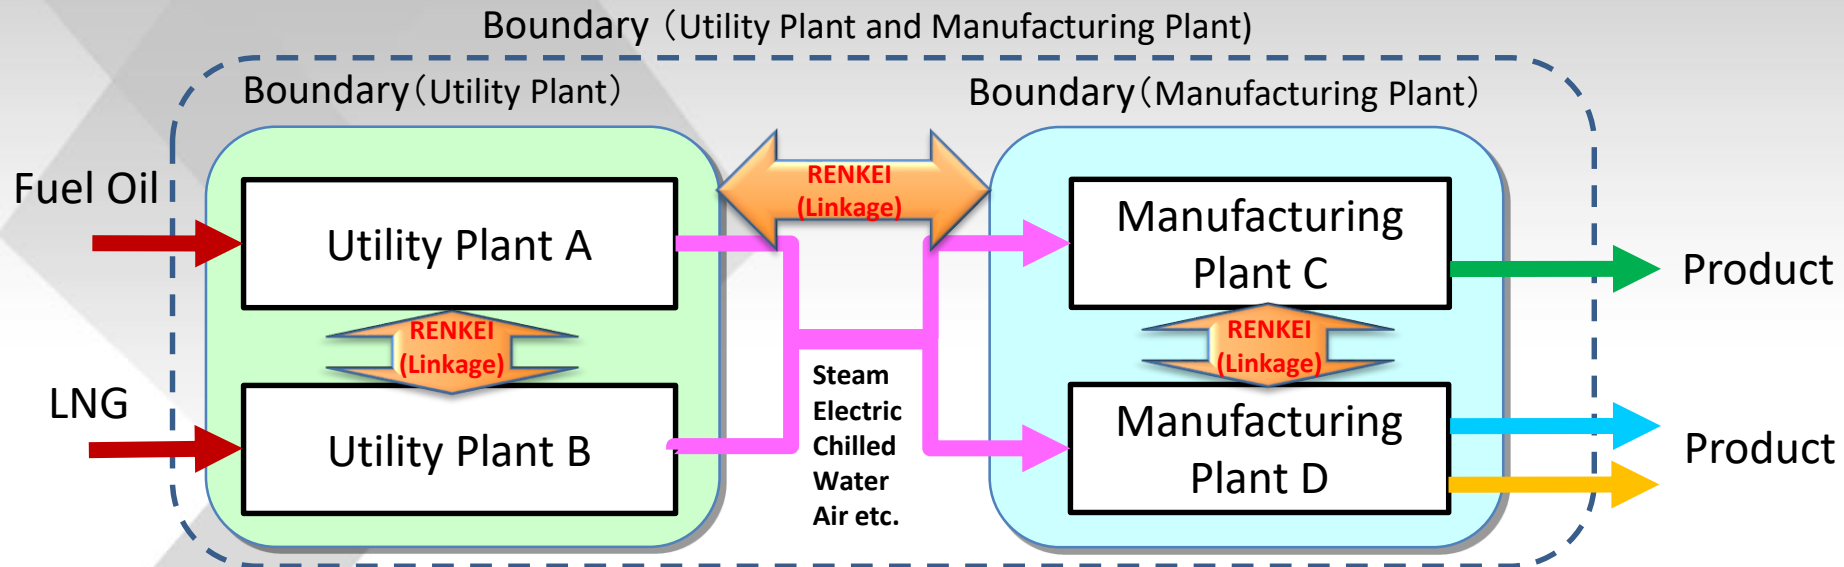 Boundary（Utility Plant and Manufacturing Plant)
Boundary（Utility Plant）
Boundary（Manufacturing Plant）
Fuel Oil
Utility Plant A
RENKEI
(Linkage)
Manufacturing
Plant C
Product
RENKEI
(Linkage)
RENKEI
(Linkage)
LNG
Utility Plant B
Steam
Electric
Chilled
Water
Air etc.
Manufacturing
Plant D
Product